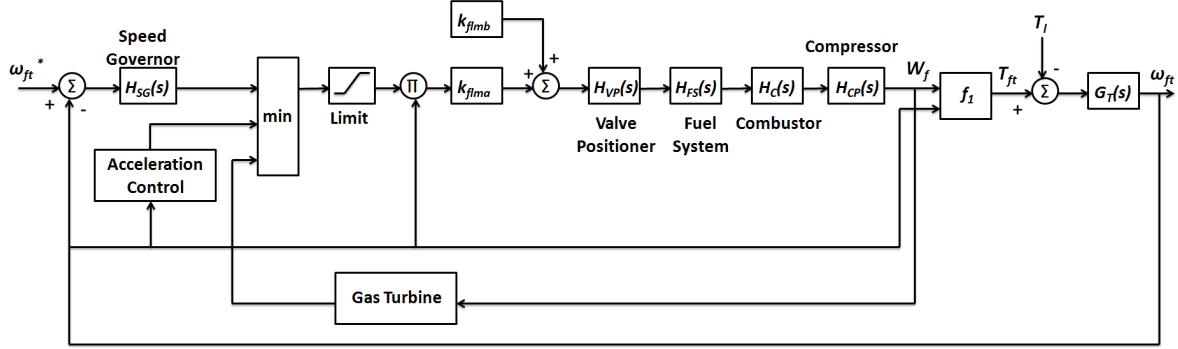 k_flmb
T_l
Speed
Governor
Compressor
ω_ft *
Σ
H_SG(s)
min
Limit
Π
k_flma
Σ
H_VP(s)
H_FS(s)
H_C(s)
H_CP(s)
W_f
f_1
T_ft
Σ
G_T(s)
ω_ft
+
-
+
+
-
+
Valve
Positioner
Fuel
System
Combustor
Acceleration
Control
Gas Turbine